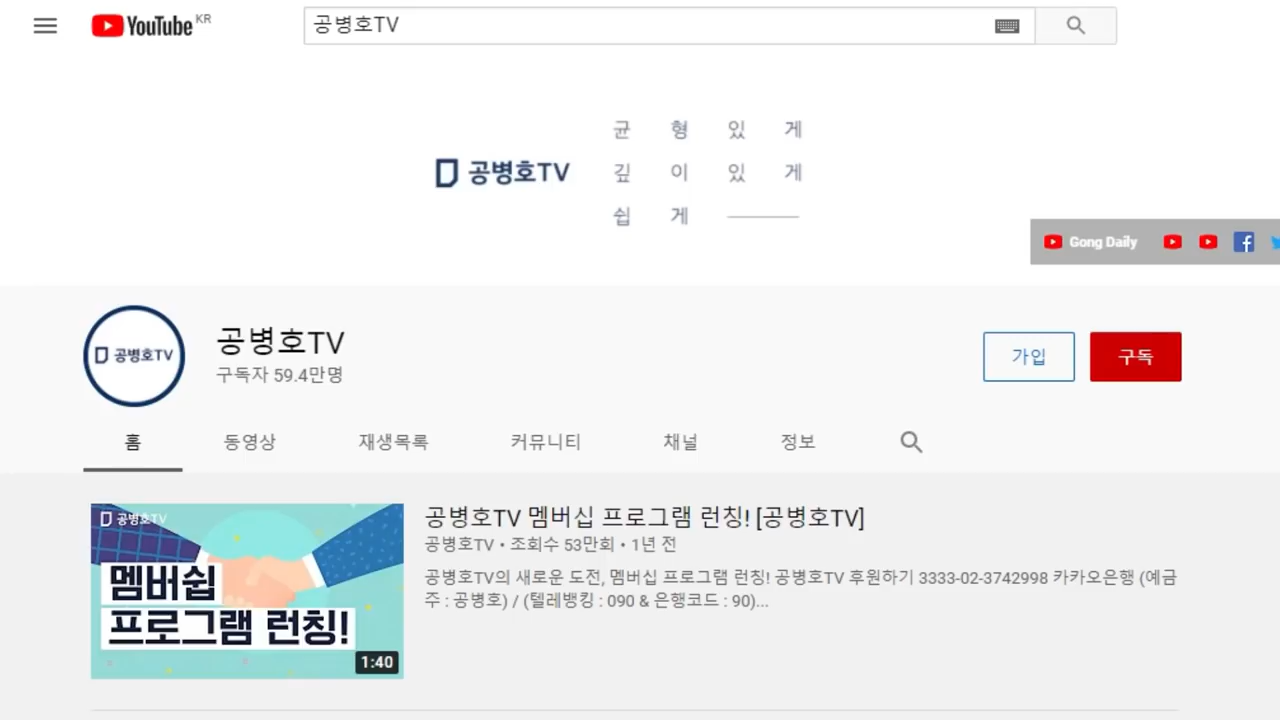 YouTube KR
공병호TV
균 형 있 게
공병호TV
깊 이 있 게
쉽 게
Gong Daily
공병호TV
공병호TV
구독자 59.4만명
가입
구독
홈
동영상
재생목록
커뮤니티
채널
정보
공병호TV
멤버쉽
프로그램 런칭!
1:40
공병호TV 멤버십 프로그램 런칭! [공병호TV]
공병호TV • 조회수 53만회 • 1년 전
공병호TV의 새로운 도전, 멤버십 프로그램 런칭! 공병호TV 후원하기 3333-02-3742998 카카오은행 (예금
주 : 공병호) / (텔레뱅킹 : 090 & 은행코드 : 90)...